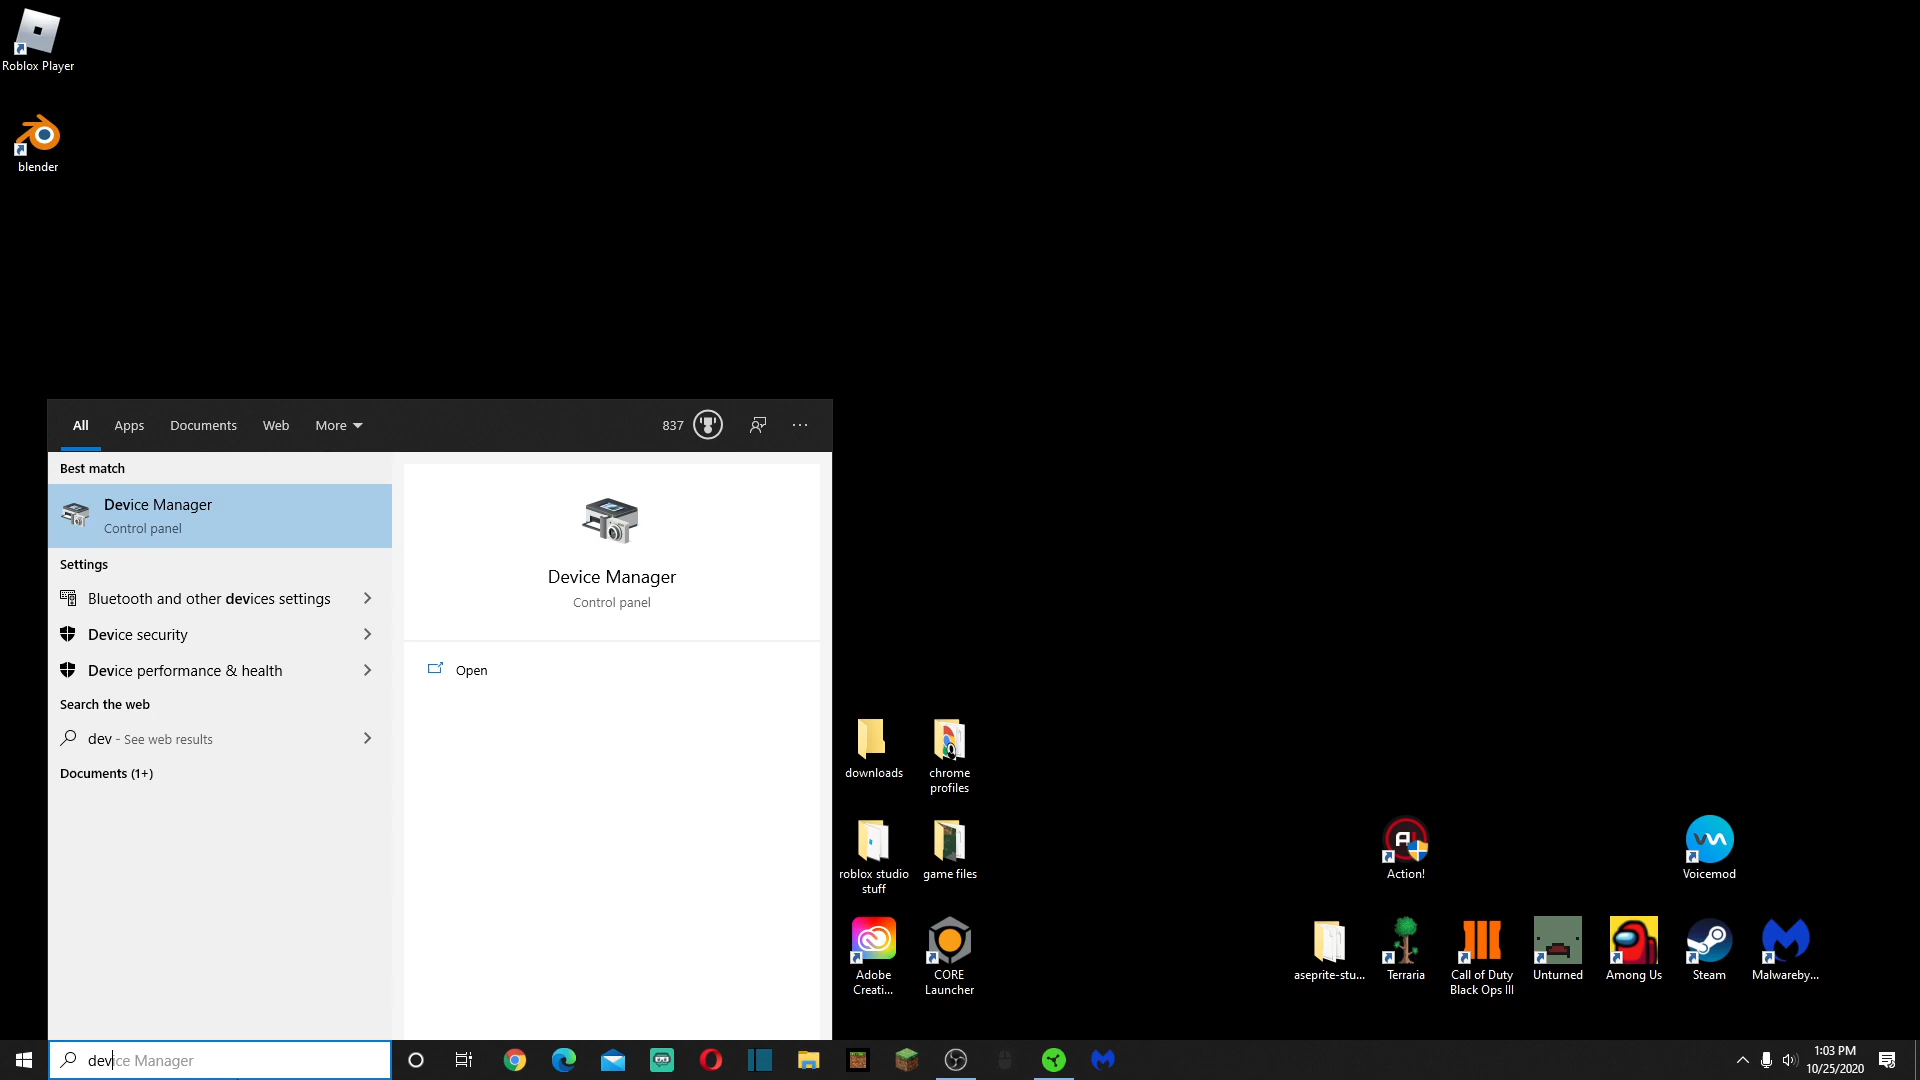 Roblox Player
blender
All Apps Documents Web More 837 ...
Best match
Device Manager
Control panel
Settings
Bluetooth and other devices settings
Device security
Device performance & health
Search the web
dev - See web results
Documents (1+)
Device Manager
Control panel
Open
downloads
chrome
profiles
roblox studio
stuff
game files
Adobe
Creati...
CORE
Launcher
Action!
Voicemod
aseprite-stu...
Terraria
Call of Duty
Black Ops III
Unturned
Among Us
Steam
Malwareby...
device Manager
1:03 PM
10/25/2020